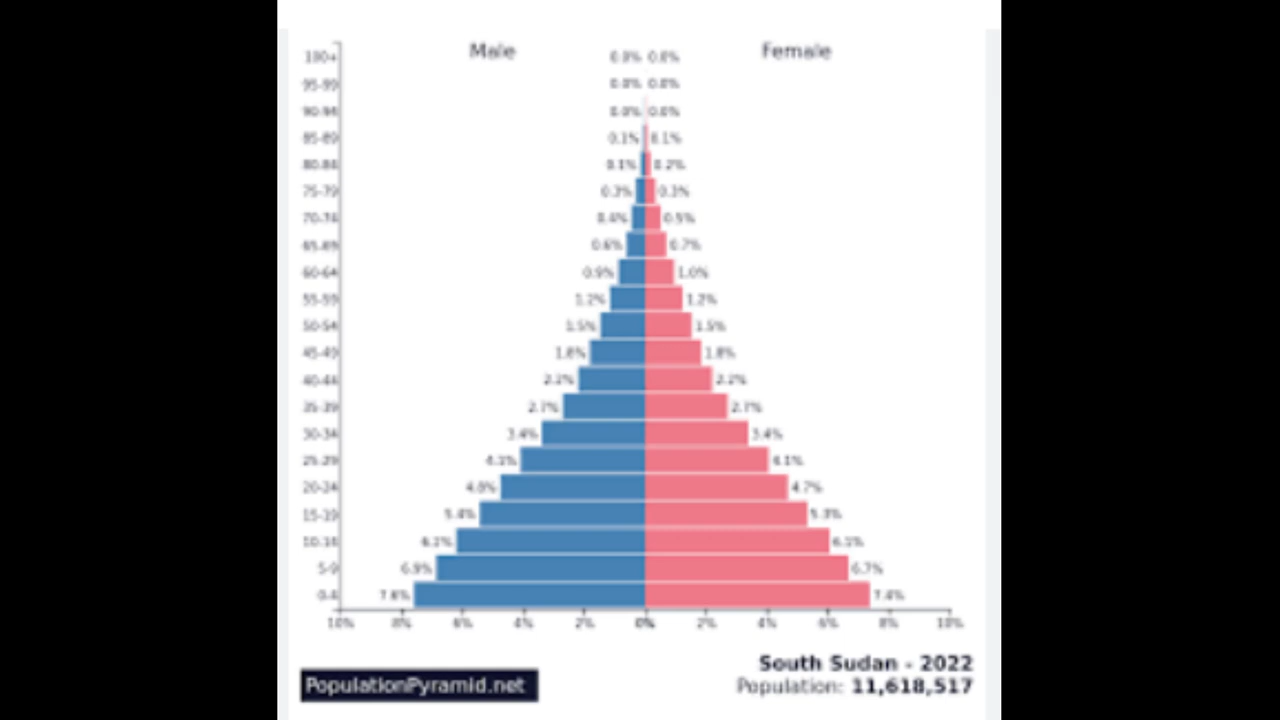 Male Female
100+ 0.0% 0.0%
95-99 0.0% 0.0%
90-94 0.0% 0.0%
85-89 0.1% 0.1%
80-84 0.1% 0.2%
75-79 0.3% 0.3%
70-74 0.4% 0.5%
65-69 0.6% 0.7%
60-64 0.9% 1.0%
55-59 1.2% 1.2%
50-54 1.5% 1.5%
45-49 1.8% 1.8%
40-44 2.2% 2.2%
35-39 2.7% 2.7%
30-34 3.4% 3.4%
25-29 4.1% 4.1%
20-24 4.8% 4.7%
15-19 5.4% 5.3%
10-14 6.2% 6.1%
5-9 6.9% 6.7%
0-4 7.6% 7.4%
10% 8% 6% 4% 2% 0% 2% 4% 6% 8% 10%
South Sudan - 2022
PopulationPyramid.net Population: 11,618,517